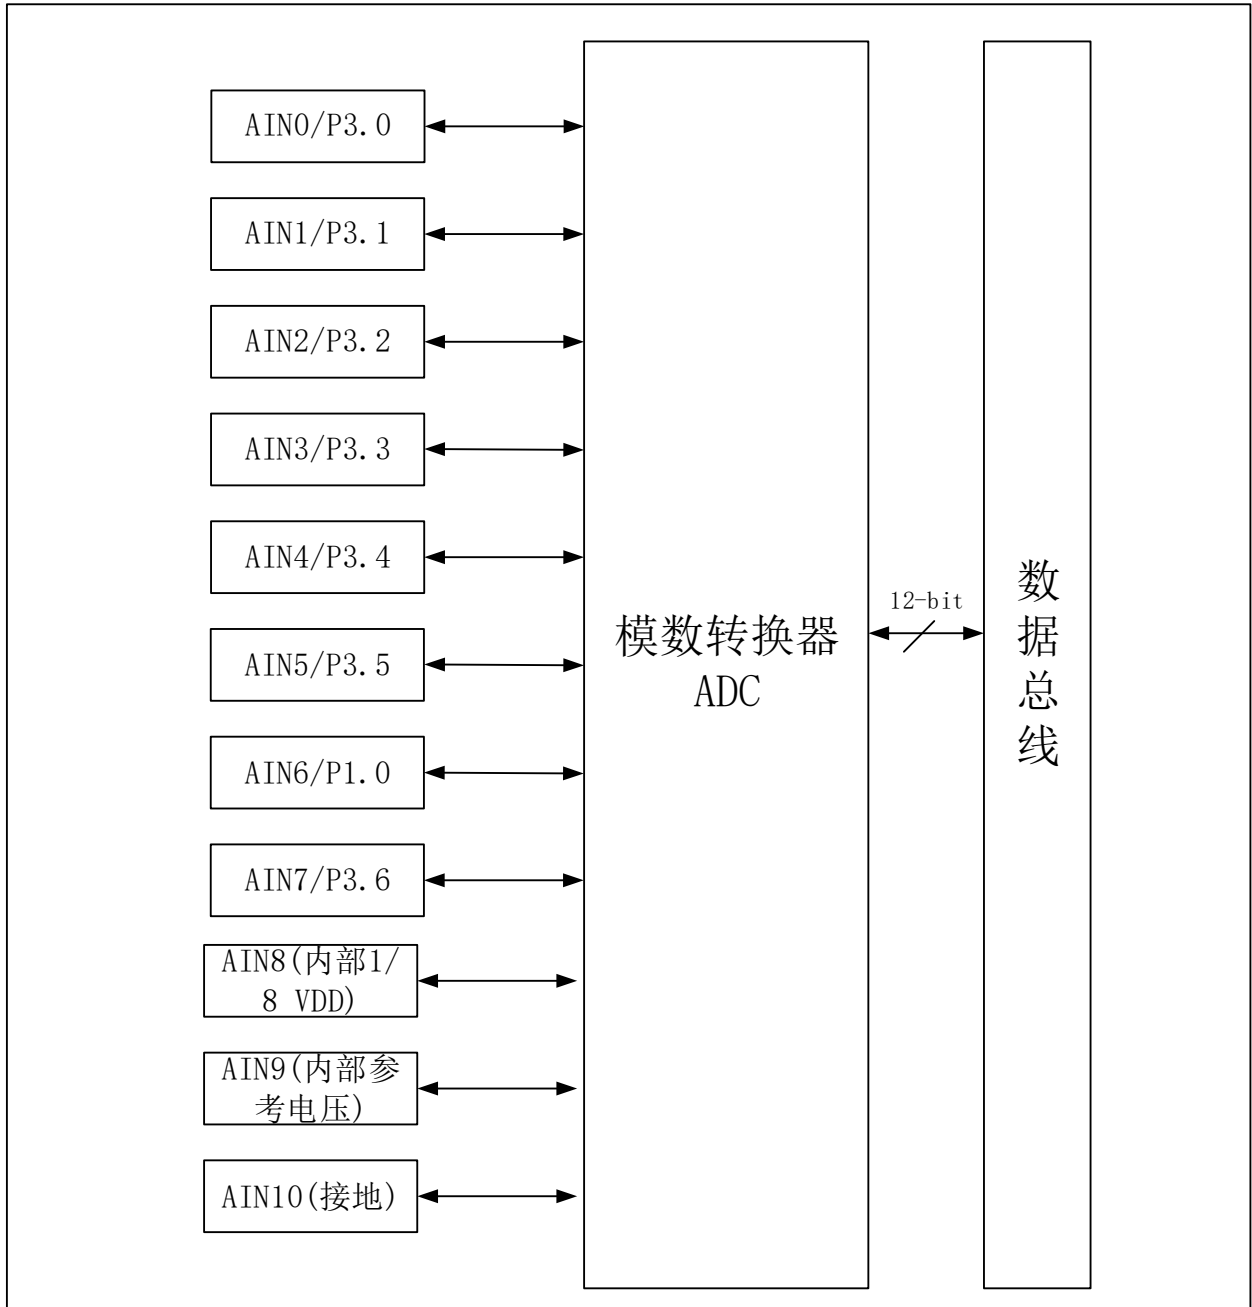 AIN0/P3.0
AIN1/P3.1
AIN2/P3.2
AIN3/P3.3
AIN4/P3.4
AIN5/P3.5
AIN6/P1.0
AIN7/P3.6
AIN8(内部1/
8 VDD)
AIN9(内部参
考电压)
AIN10(接地)
模数转换器
ADC
12-bit
数
据
总
线